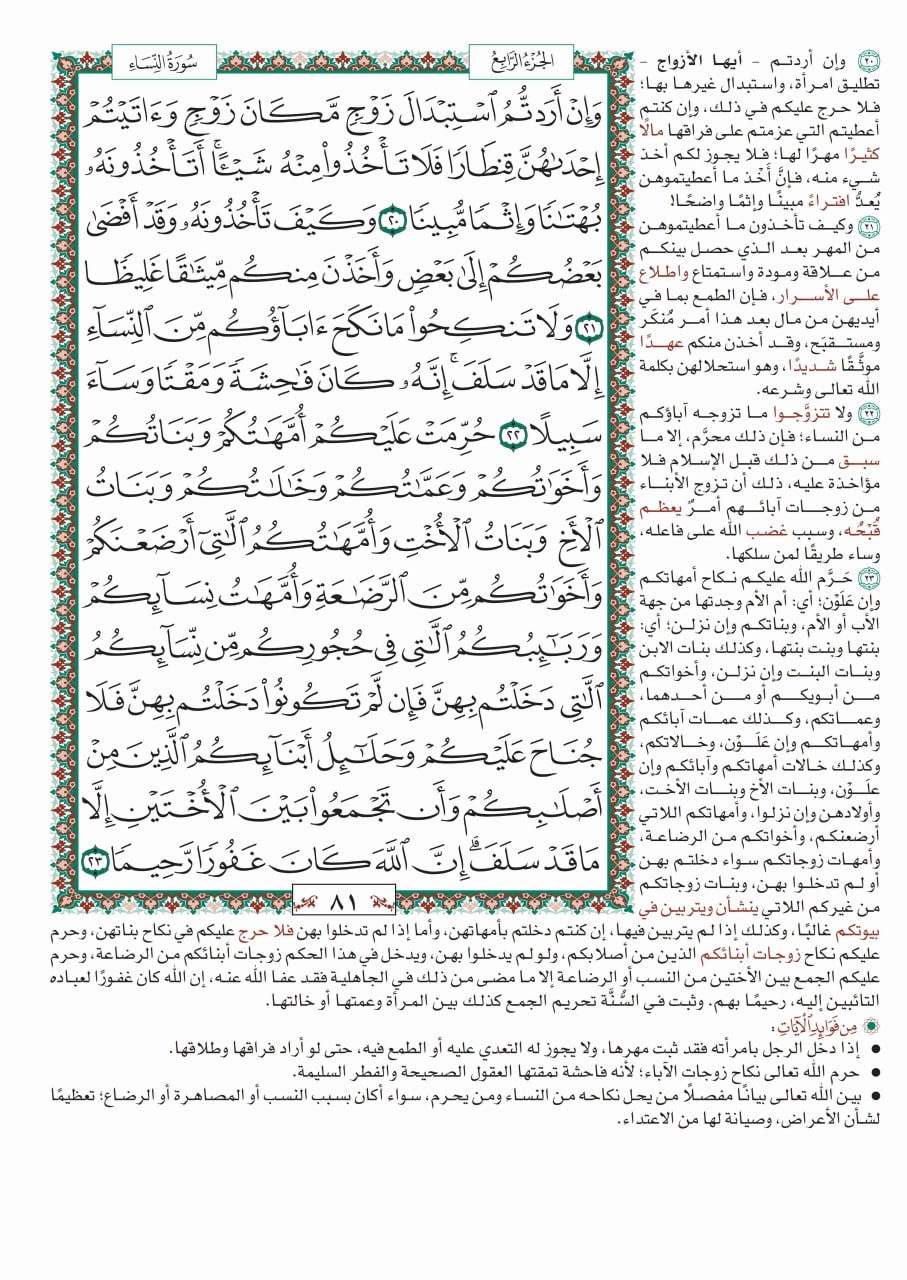 الجُزْءُ الرَّابِعُ
سُورَةُ النِّسَاءِ
وَإِنْ أَرَدتُّمُ ٱسْتِبْدَالَ زَوْجٍ مَّكَانَ زَوْجٍ وَءَاتَيْتُمْ
إِحْدَىٰهُنَّ قِنطَارًا فَلَا تَأْخُذُوا۟ مِنْهُ شَيْـًٔا ۚ أَتَأْخُذُونَهُۥ
بُهْتَـٰنًا وَإِثْمًا مُّبِينًا ٢٠ وَكَيْفَ تَأْخُذُونَهُۥ وَقَدْ أَفْضَىٰ
بَعْضُكُمْ إِلَىٰ بَعْضٍ وَأَخَذْنَ مِنكُم مِّيثَـٰقًا غَلِيظًا
٢١ وَلَا تَنكِحُوا۟ مَا نَكَحَ ءَابَآؤُكُم مِّنَ ٱلنِّسَآءِ
إِلَّا مَا قَدْ سَلَفَ ۚ إِنَّهُۥ كَانَ فَـٰحِشَةً وَمَقْتًا وَسَآءَ
سَبِيلًا ٢٢ حُرِّمَتْ عَلَيْكُمْ أُمَّهَـٰتُكُمْ وَبَنَاتُكُمْ
وَأَخَوَٰتُكُمْ وَعَمَّـٰتُكُمْ وَخَـٰلَـٰتُكُمْ وَبَنَاتُ
ٱلْأَخِ وَبَنَاتُ ٱلْأُخْتِ وَأُمَّهَـٰتُكُمُ ٱلَّـٰتِىٓ أَرْضَعْنَكُمْ
وَأَخَوَٰتُكُم مِّنَ ٱلرَّضَـٰعَةِ وَأُمَّهَـٰتُ نِسَآئِكُمْ
وَرَبَـٰٓئِبُكُمُ ٱلَّـٰتِى فِى حُجُورِكُم مِّن نِّسَآئِكُمُ
ٱلَّـٰتِى دَخَلْتُم بِهِنَّ فَإِن لَّمْ تَكُونُوا۟ دَخَلْتُم بِهِنَّ فَلَا
جُنَاحَ عَلَيْكُمْ وَحَلَـٰٓئِلُ أَبْنَآئِكُمُ ٱلَّذِينَ مِنْ
أَصْلَـٰبِكُمْ وَأَن تَجْمَعُوا۟ بَيْنَ ٱلْأُخْتَيْنِ إِلَّا
مَا قَدْ سَلَفَ ۗ إِنَّ ٱللَّهَ كَانَ غَفُورًا رَّحِيمًا ٢٣
٨١
٢٠ وإن أردتم - أيها الأزواج -
تطليق امرأة، واستبدال غيرها بها؛
فلا حرج عليكم في ذلك، وإن كنتم
أعطيتم التي عزمتم على فراقها مالًا
كثيرًا مهرًا لها؛ فلا يجوز لكم أخذ
شيء منه، فإنَّ أَخْذ ما أعطيتموهن
يُعدُّ افتراءً مبينًا وإثمًا واضحًا!
٢١ وكيف تأخذون ما أعطيتموهن
من المهر بعد الذي حصل بينكم
من علاقة ومودة واستمتاع واطلاع
على الأسرار، فإن الطمع بما في
أيديهن من مال بعد هذا أمر مُنْكَر
ومستقبَح، وقد أخذن منكم عهدًا
موثَّقًا شديدًا، وهو استحلالهن بكلمة
الله تعالى وشرعه.
٢٢ ولا تتزوَّجوا ما تزوجه آباؤكم
من النساء؛ فإن ذلك محرَّم، إلا ما
سبق من ذلك قبل الإسلام فلا
مؤاخذة عليه، ذلك أن تزوج الأبناء
من زوجات آبائهم أمرٌ يعظم
قُبْحُه، وسبب غضب الله على فاعله،
وساء طريقًا لمن سلكها.
٢٣ حَرَّم الله عليكم نكاح أمهاتكم
وإن عَلَوْن؛ أي: أم الأم وجدتها من جهة
الأب أو الأم، وبناتكم وإن نزلن؛ أي:
بنتها وبنت بنتها، وكذلك بنات الابن
وبنات البنت وإن نزلن، وأخواتكم
من أبويكم أو من أحدهما،
وعماتكم، وكذلك عمات آبائكم
وأمهاتكم وإن عَلَوْن، وخالاتكم،
وكذلك خالات أمهاتكم وآبائكم وإن
علَوْن، وبنات الأخ وبنات الأخت،
وأولادهن وإن نزلوا، وأمهاتكم اللاتي
أرضعنكم، وأخواتكم من الرضاعة،
وأمهات زوجاتكم سواء دخلتم بهن
أو لم تدخلوا بهن، وبنات زوجاتكم
من غيركم اللاتي ينشأن ويتربين في
بيوتكم غالبًا، وكذلك إذا لم يتربين فيها، إن كنتم دخلتم بأمهاتهن، وأما إذا لم تدخلوا بهن فلا حرج عليكم في نكاح بناتهن، وحرم
عليكم نكاح زوجات أبنائكم الذين من أصلابكم، ولو لم يدخلوا بهن، ويدخل في هذا الحكم زوجات أبنائكم من الرضاعة، وحرم
عليكم الجمع بين الأختين من النسب أو الرضاعة إلا ما مضى من ذلك في الجاهلية فقد عفا الله عنه، إن الله كان غفورًا لعباده
التائبين إليه، رحيمًا بهم. وثبت في السُّنَّة تحريم الجمع كذلك بين المرأة وعمتها أو خالتها.
مِن فَوَائِدِ الْآيَاتِ:
• إذا دخل الرجل بامرأته فقد ثبت مهرها، ولا يجوز له التعدي عليه أو الطمع فيه، حتى لو أراد فراقها وطلاقها.
• حرم الله تعالى نكاح زوجات الآباء؛ لأنه فاحشة تمقتها العقول الصحيحة والفطر السليمة.
• بين الله تعالى بيانًا مفصلًا من يحل نكاحه من النساء ومن يحرم، سواء أكان بسبب النسب أو المصاهرة أو الرضاع؛ تعظيمًا
لشأن الأعراض، وصيانة لها من الاعتداء.